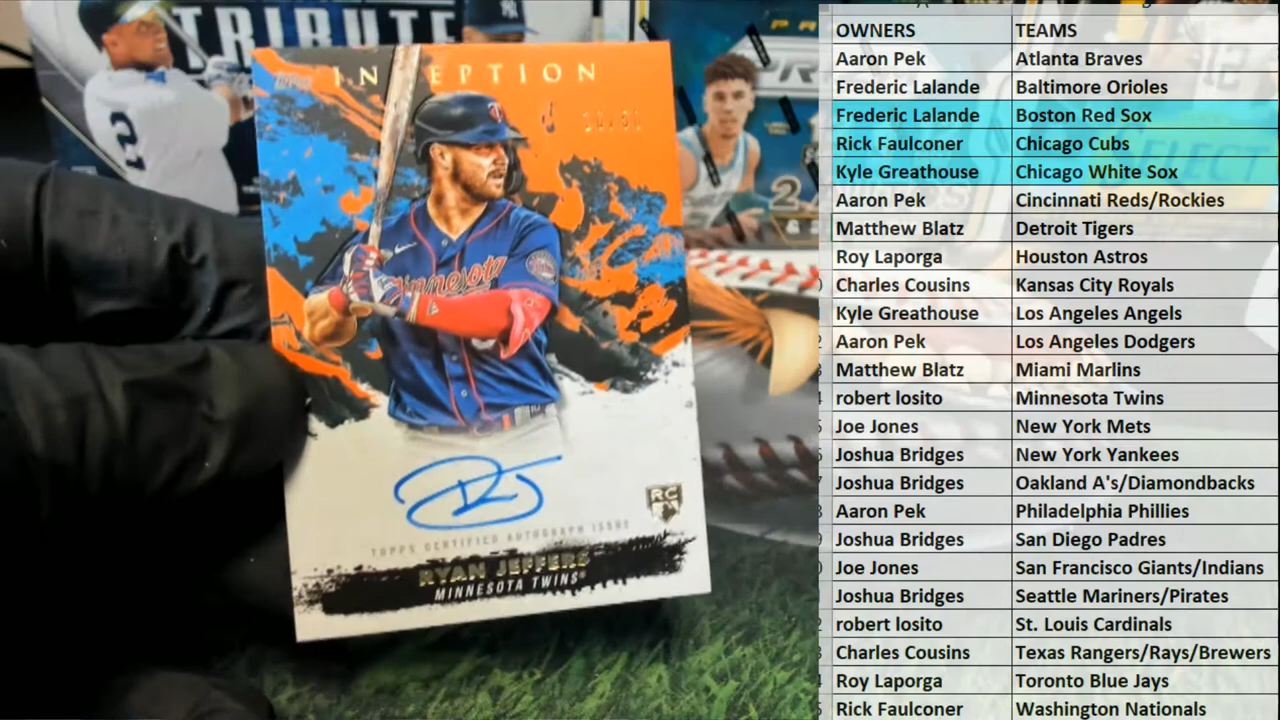 TRIBUTE
2
INCEPTION
Minnesota
TOPPS CERTIFIED AUTOGRAPH ISSUE
RC
RYAN JEFFERS
MINNESOTA TWINS
2
SELECT
12
OWNERS TEAMS
Aaron Pek Atlanta Braves
Frederic Lalande Baltimore Orioles
Frederic Lalande Boston Red Sox
Rick Faulconer Chicago Cubs
Kyle Greathouse Chicago White Sox
Aaron Pek Cincinnati Reds/Rockies
Matthew Blatz Detroit Tigers
Roy Laporga Houston Astros
Charles Cousins Kansas City Royals
Kyle Greathouse Los Angeles Angels
Aaron Pek Los Angeles Dodgers
Matthew Blatz Miami Marlins
robert losito Minnesota Twins
Joe Jones New York Mets
Joshua Bridges New York Yankees
Joshua Bridges Oakland A's/Diamondbacks
Aaron Pek Philadelphia Phillies
Joshua Bridges San Diego Padres
Joe Jones San Francisco Giants/Indians
Joshua Bridges Seattle Mariners/Pirates
robert losito St. Louis Cardinals
Charles Cousins Texas Rangers/Rays/Brewers
Roy Laporga Toronto Blue Jays
Rick Faulconer Washington Nationals